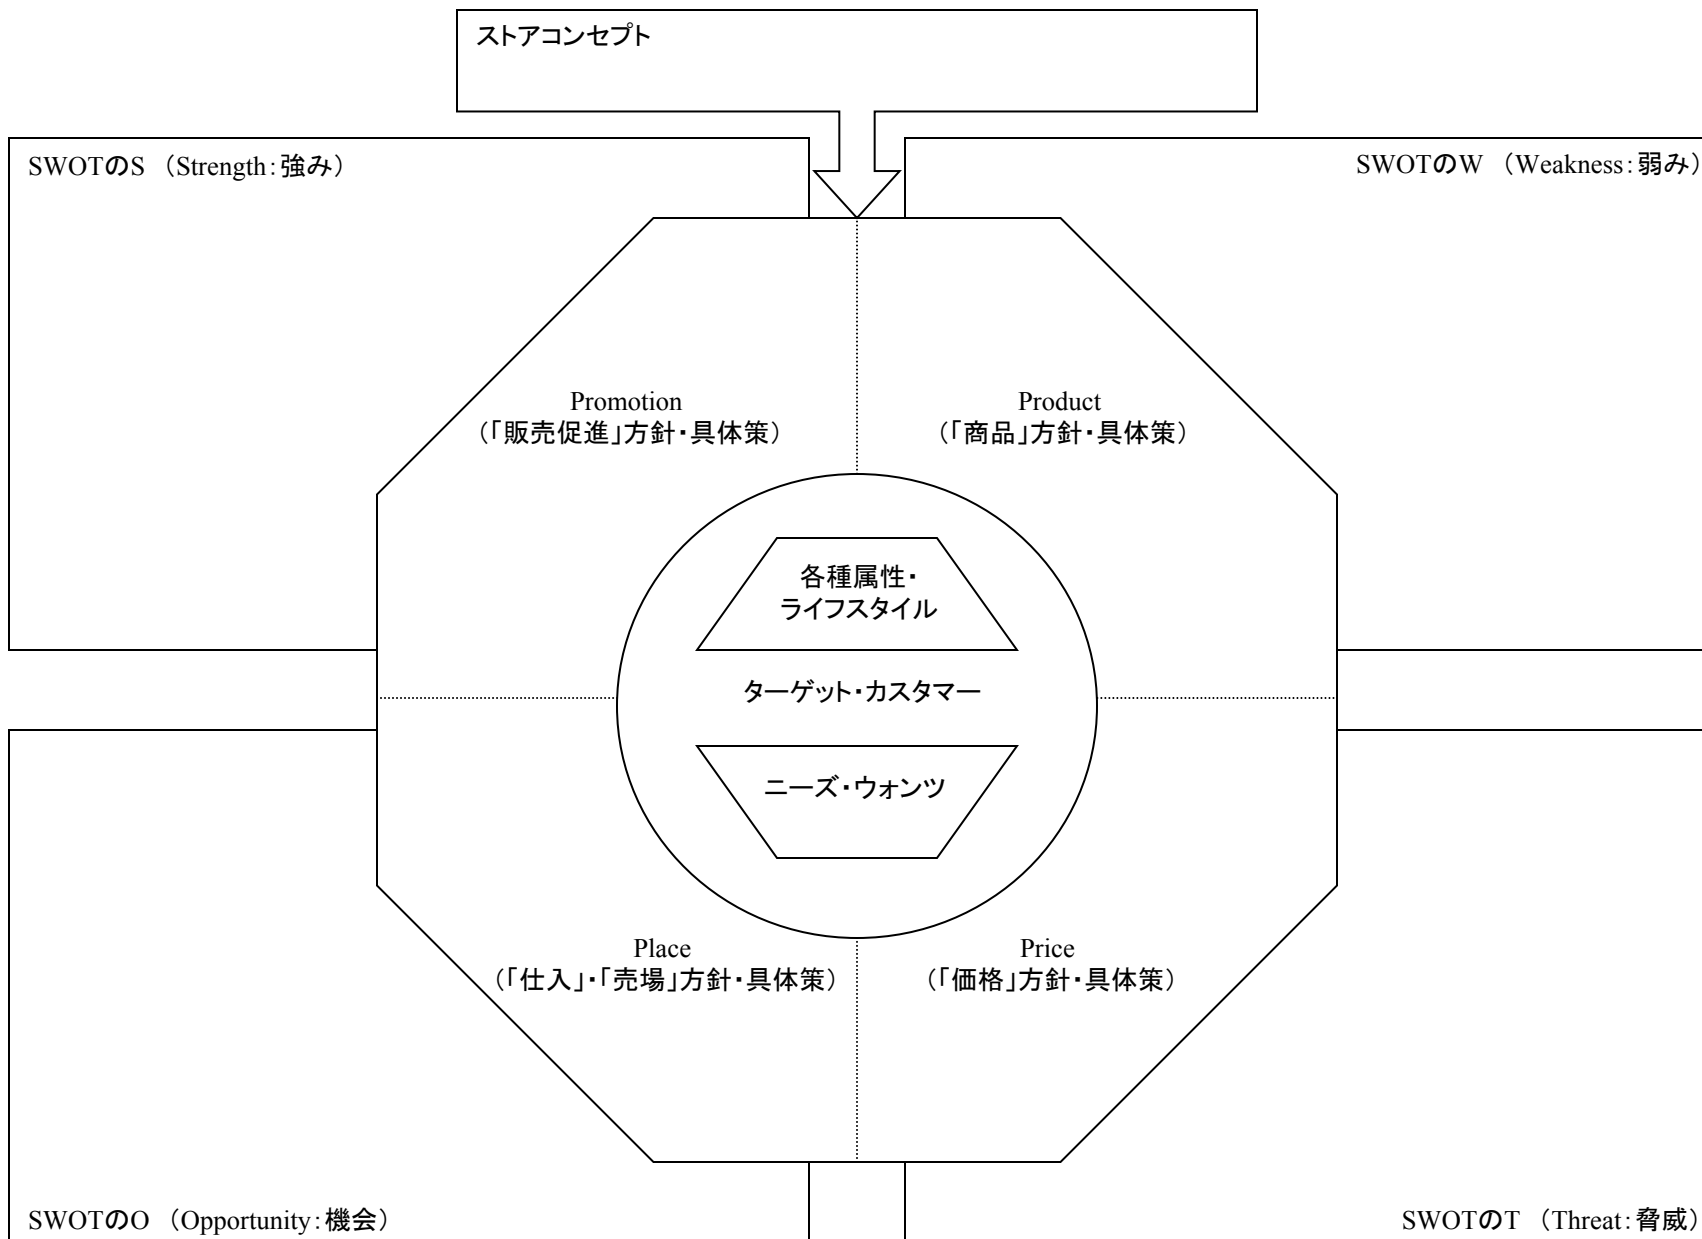 ストアコンセプト
SWOTのS （Strength：強み）
SWOTのW （Weakness：弱み）
Promotion
（「販売促進」方針・具体策）
Product
（「商品」方針・具体策）
各種属性・
ライフスタイル
ターゲット・カスタマー
ニーズ・ウォンツ
Place
（「仕入」・「売場」方針・具体策）
Price
（「価格」方針・具体策）
SWOTのO （Opportunity：機会）
SWOTのT （Threat：脅威）